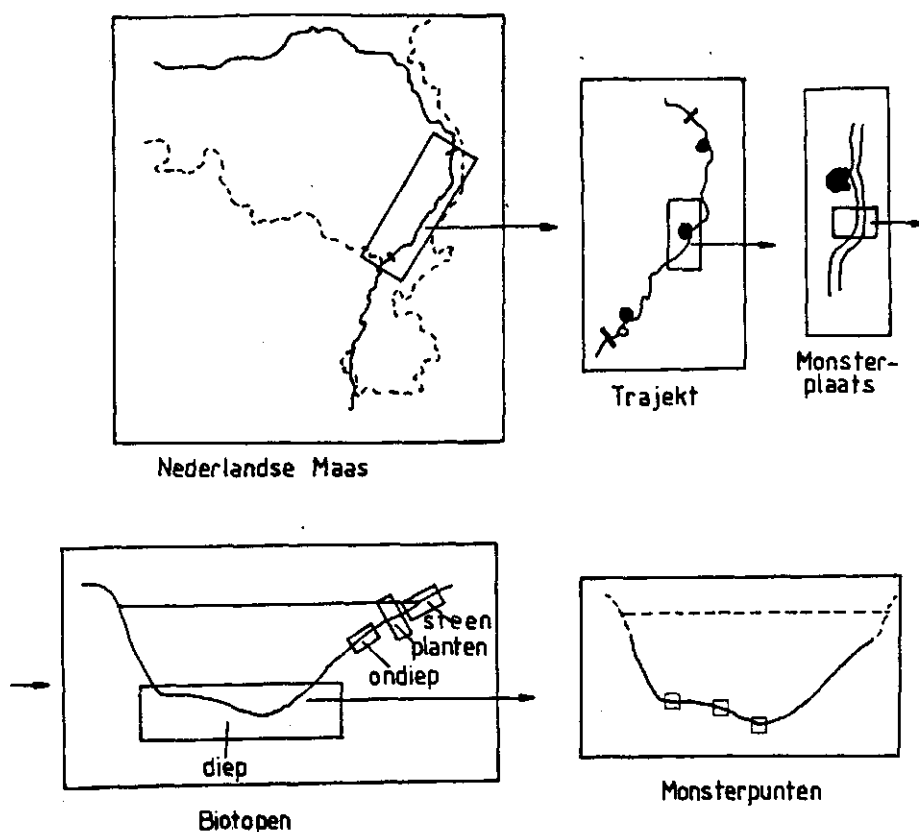 Nederlandse Maas
Trajekt
Monster-
plaats
steen
planten
ondiep
diep
Biotopen
Monsterpunten